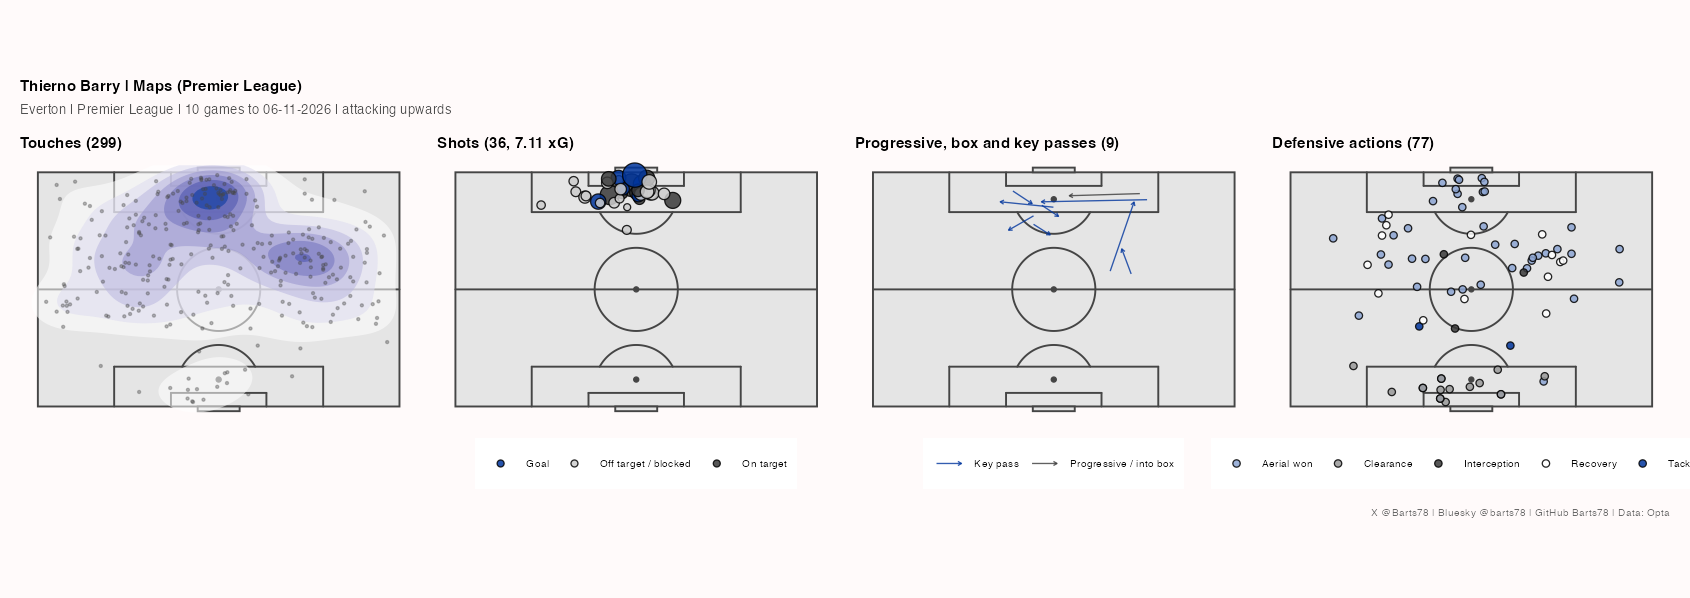 Thierno Barry | Maps (Premier League)
Everton | Premier League | 10 games to 06-11-2026 | attacking upwards
Touches (299)
Shots (36, 7.11 xG)
Progressive, box and key passes (9)
Defensive actions (77)
Goal
Off target / blocked
On target
Key pass
Progressive / into box
Aerial won
Clearance
Interception
Recovery
Tack
X @Barts78 | Bluesky @barts78 | GitHub Barts78 | Data: Opta